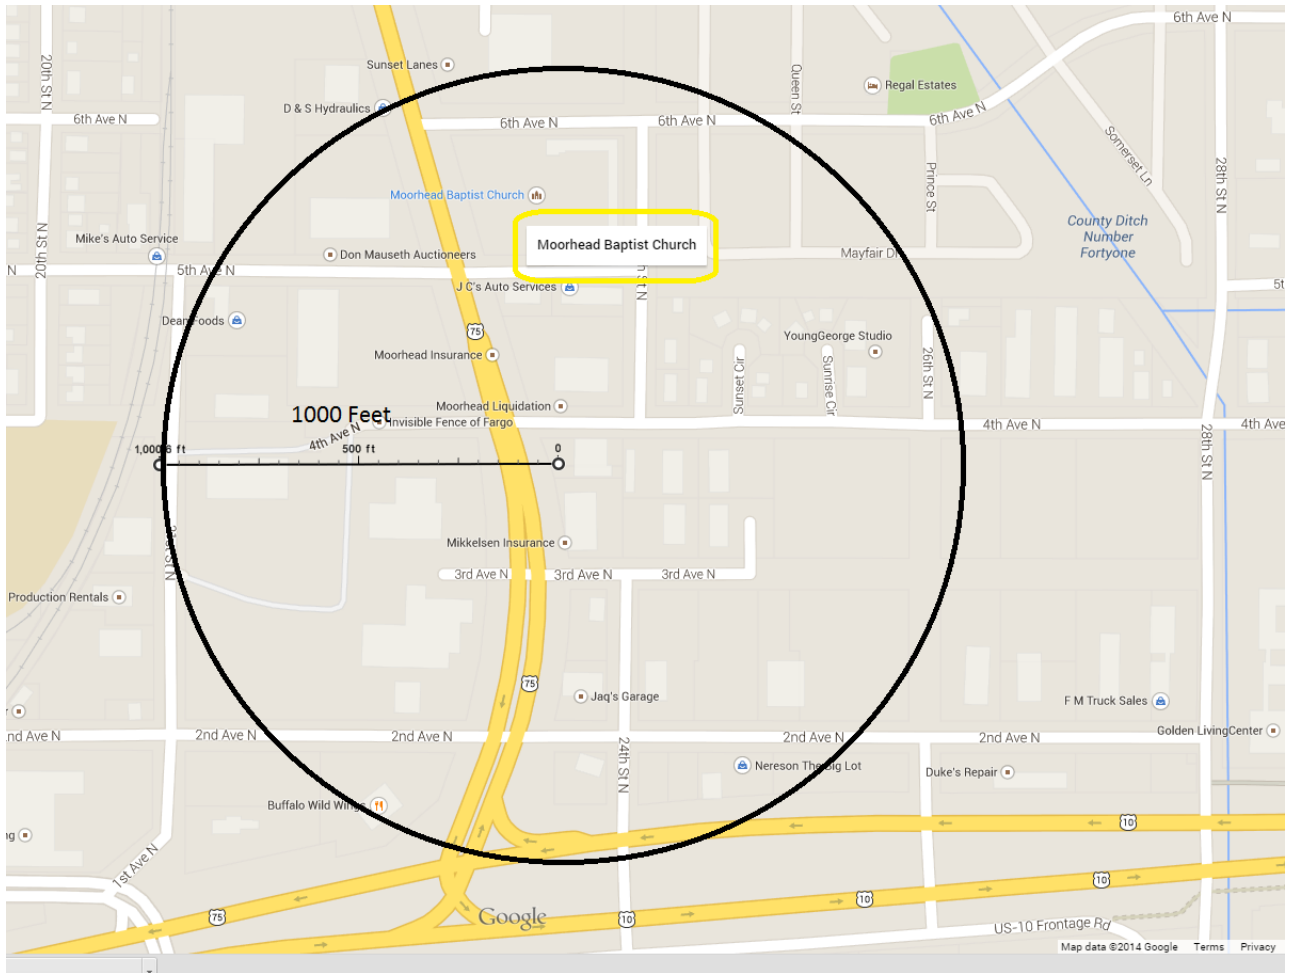 6th Ave N
20th St N
Sunset Lanes
Queen St
Regal Estates
D & S Hydraulics
6th Ave N
6th Ave N
6th Ave N
6th Ave N
Somerset Ln
28th St N
Prince St
Moorhead Baptist Church
County Ditch
Number
Fortyone
Mike's Auto Service
20th St N
Moorhead Baptist Church
Don Mauseth Auctioneers
Mayfair Dr
N
5th Ave N
J C's Auto Services
St N
5t
Dean Foods
75
YoungGeorge Studio
Moorhead Insurance
Sunset Cir
Sunrise Cir
26th St N
1000 Feet
Moorhead Liquidation
Invisible Fence of Fargo
4th Ave N
4th Ave N
4th Ave
28th St N
500 ft
0
21st St N
Mikkelsen Insurance
3rd Ave N
3rd Ave N
3rd Ave N
Production Rentals
75
Jaq's Garage
F M Truck Sales
nd Ave N
2nd Ave N
2nd Ave N
24th St N
2nd Ave N
2nd Ave N
Golden LivingCenter
Nereson The Big Lot
Duke's Repair
Buffalo Wild Wings
10
1st Ave N
75
Google
10
10
10
US-10 Frontage Rd
Map data ©2014 Google Terms Privacy